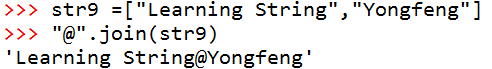 >>> str9 =["Learning String","Yongfeng"]
>>> "@".join(str9)
'Learning String@Yongfeng'